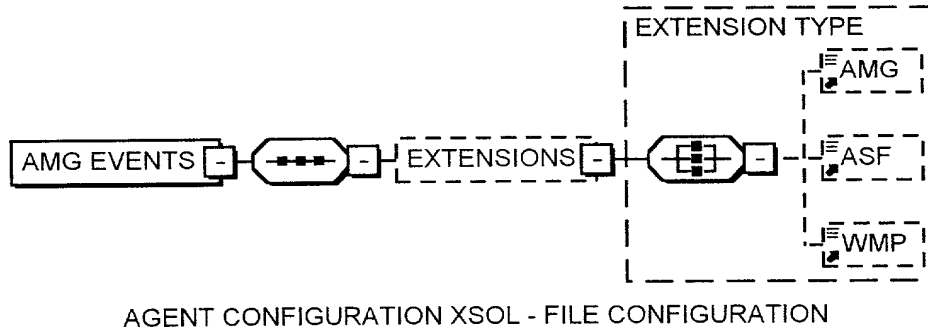 EXTENSION TYPE
AMG
AMG EVENTS
EXTENSIONS
ASF
WMP
AGENT CONFIGURATION XSOL - FILE CONFIGURATION